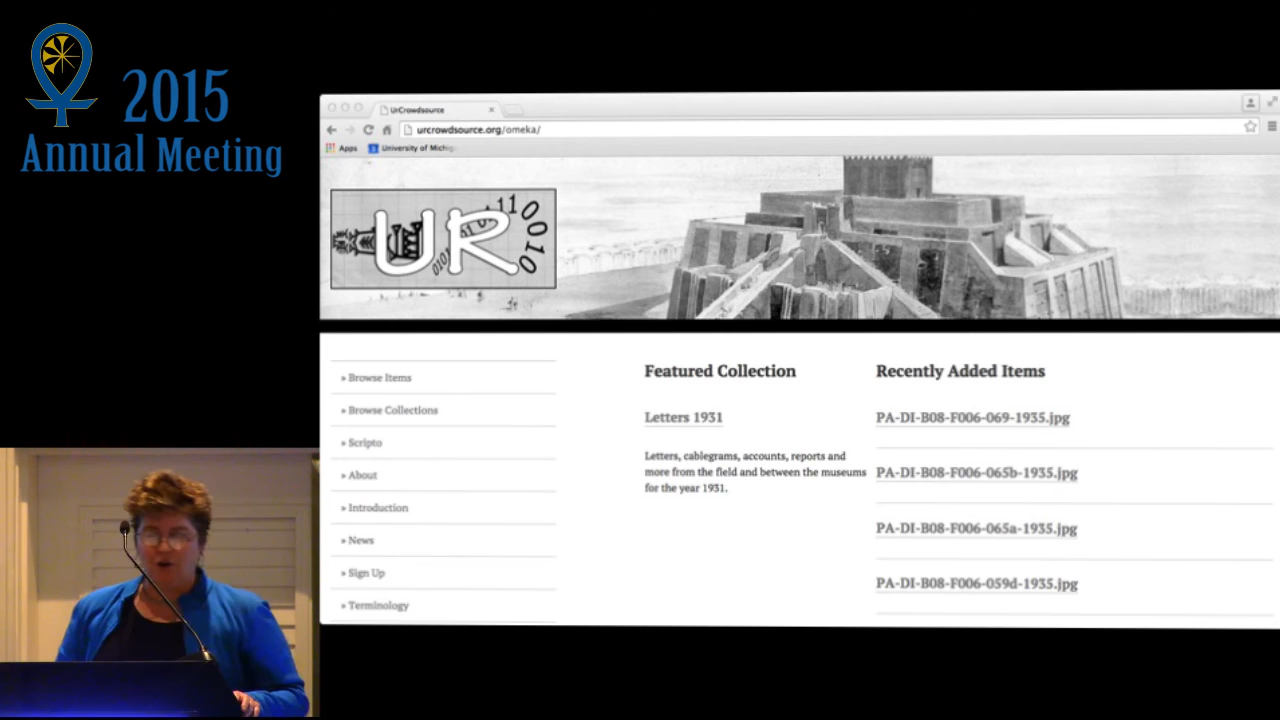 2015
Annual Meeting
UrCrowdsource
urcrowdsource.org/omeka/
Apps
University of Michig
UR
» Browse Items
» Browse Collections
» Scripto
» About
» Introduction
» News
» Sign Up
» Terminology
Featured Collection
Letters 1931
Letters, cablegrams, accounts, reports and
more from the field and between the museums
for the year 1931.
Recently Added Items
PA-DI-B08-F006-069-1935.jpg
PA-DI-B08-F006-065b-1935.jpg
PA-DI-B08-F006-065a-1935.jpg
PA-DI-B08-F006-059d-1935.jpg